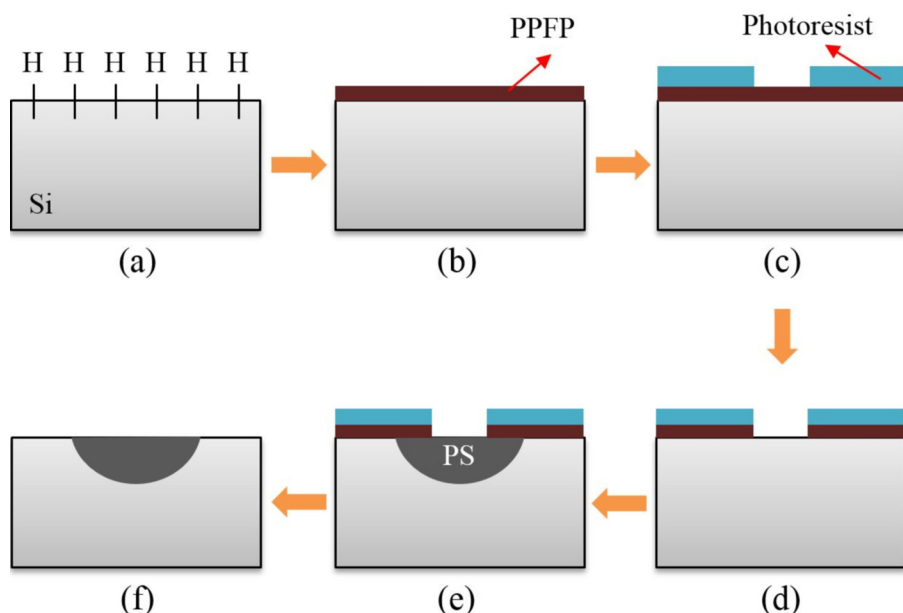 H H H H H H
Si
(a)
PPFP
(b)
Photoresist
(c)
(d)
PS
(e)
(f)